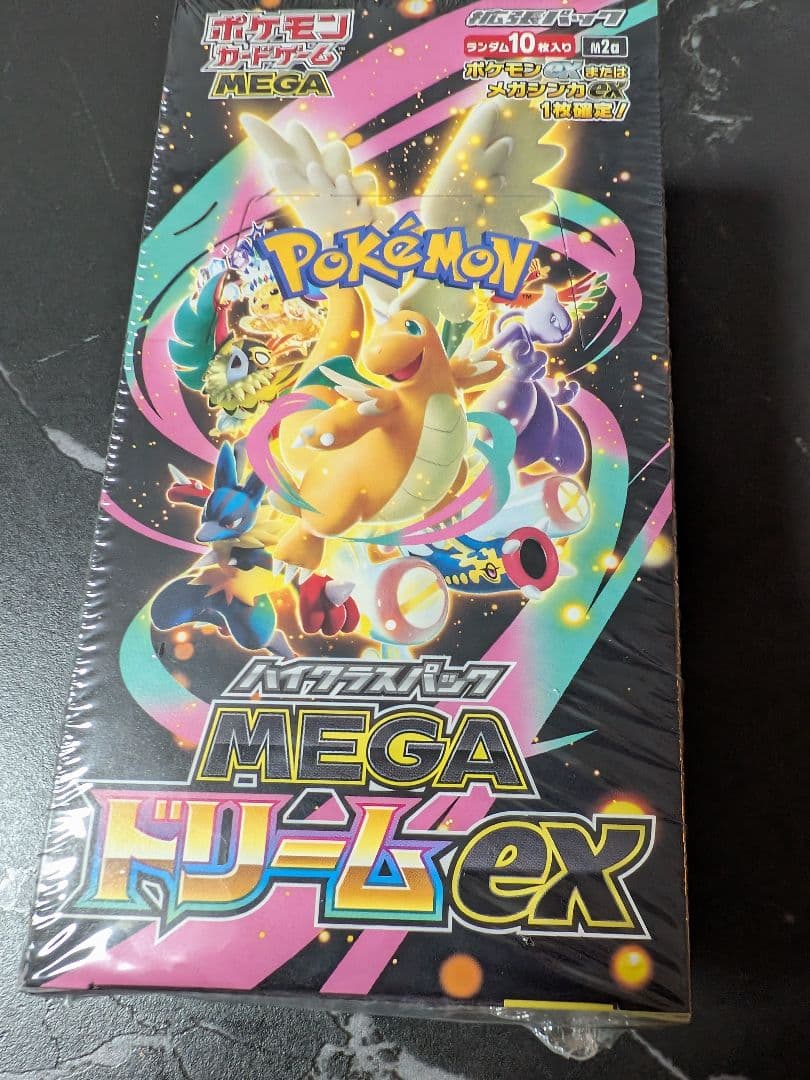 ポケモン
カードゲーム
MEGA
拡張パック
ランダム10枚入り
M2a
ポケモンexまたは
メガシンカex
1枚確定!
POKéMON
ハイクラスパック
MEGA
ドリームex